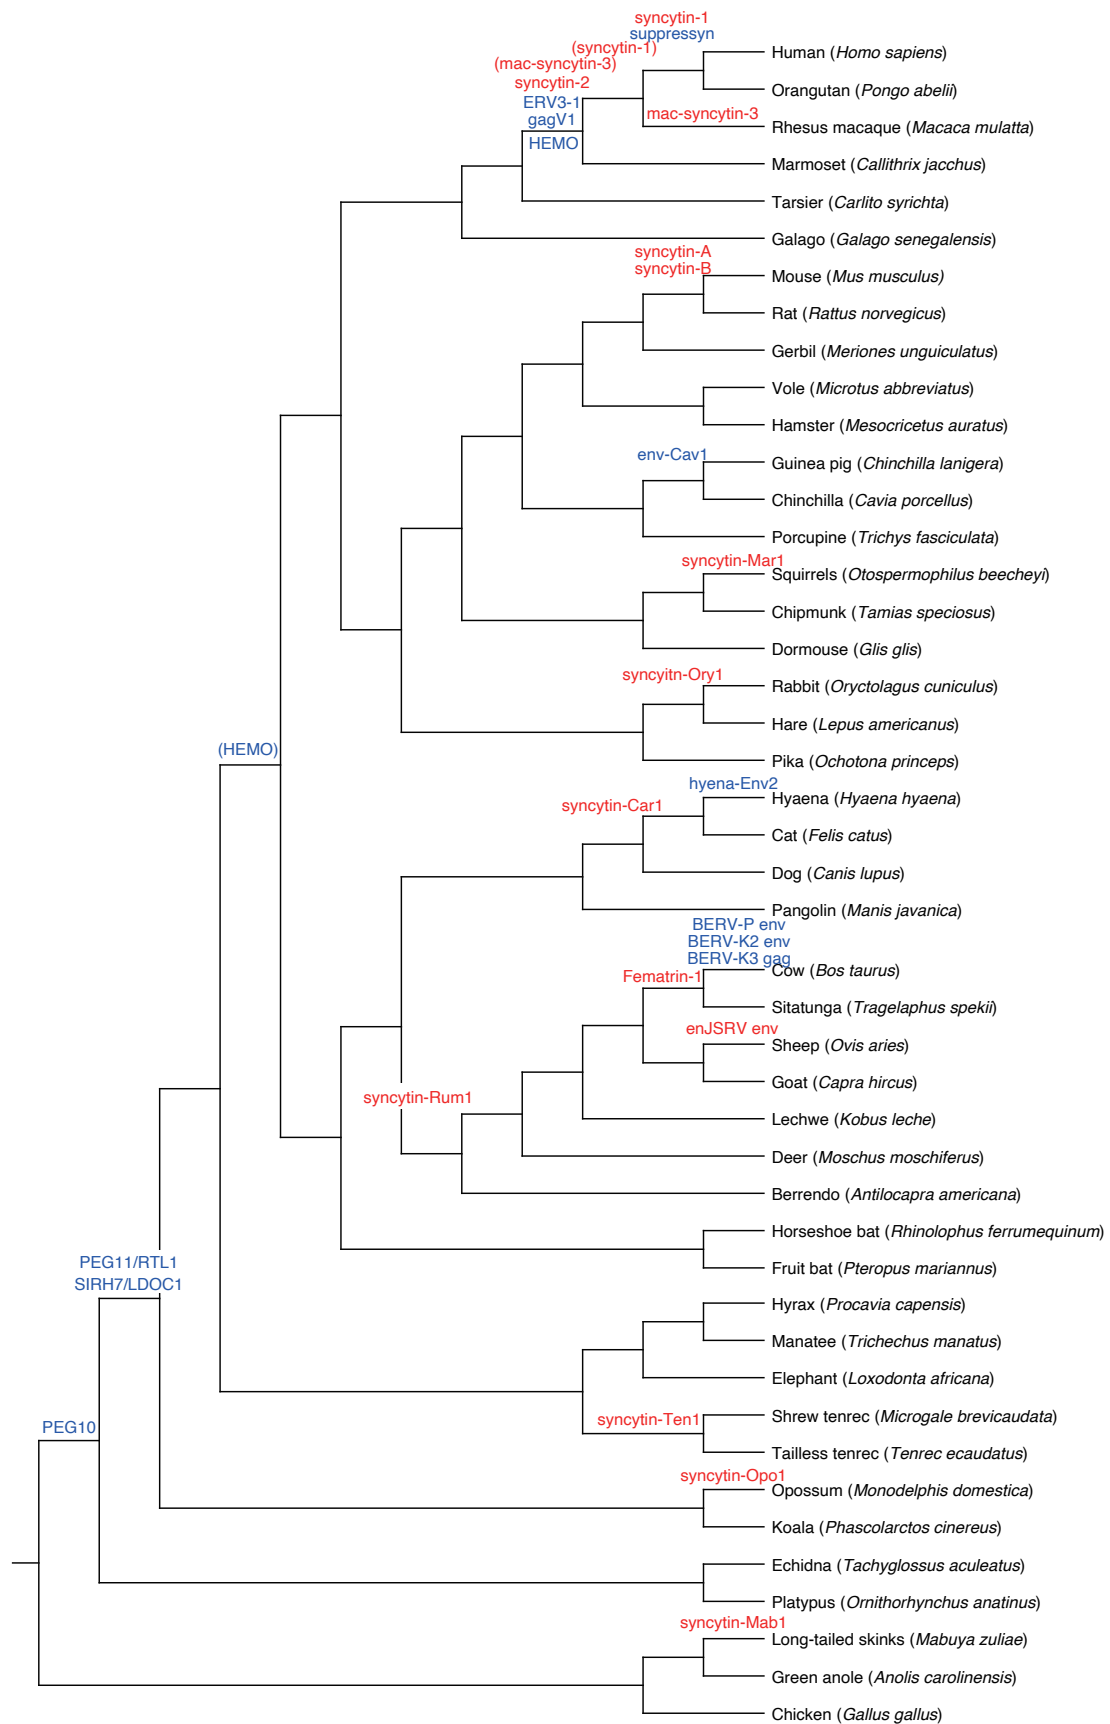 syncytin-1
suppressyn
(syncytin-1)
(mac-syncytin-3)
syncytin-2
ERV3-1
gagV1
HEMO
Human (Homo sapiens)
Orangutan (Pongo abelii)
mac-syncytin-3
Rhesus macaque (Macaca mulatta)
Marmoset (Callithrix jacchus)
Tarsier (Carlito syrichta)
Galago (Galago senegalensis)
syncytin-A
syncytin-B
Mouse (Mus musculus)
Rat (Rattus norvegicus)
Gerbil (Meriones unguiculatus)
Vole (Microtus abbreviatus)
Hamster (Mesocricetus auratus)
env-Cav1
Guinea pig (Chinchilla lanigera)
Chinchilla (Cavia porcellus)
Porcupine (Trichys fasciculata)
syncytin-Mar1
Squirrels (Otospermophilus beecheyi)
Chipmunk (Tamias speciosus)
Dormouse (Glis glis)
syncyitn-Ory1
Rabbit (Oryctolagus cuniculus)
Hare (Lepus americanus)
(HEMO)
Pika (Ochotona princeps)
hyena-Env2
Hyaena (Hyaena hyaena)
syncytin-Car1
Cat (Felis catus)
Dog (Canis lupus)
Pangolin (Manis javanica)
BERV-P env
BERV-K2 env
BERV-K3 gag
Cow (Bos taurus)
Fematrin-1
Sitatunga (Tragelaphus spekii)
enJSRV env
Sheep (Ovis aries)
Goat (Capra hircus)
syncytin-Rum1
Lechwe (Kobus leche)
Deer (Moschus moschiferus)
Berrendo (Antilocapra americana)
Horseshoe bat (Rhinolophus ferrumequinum)
PEG11/RTL1
SIRH7/LDOC1
Fruit bat (Pteropus mariannus)
Hyrax (Procavia capensis)
Manatee (Trichechus manatus)
Elephant (Loxodonta africana)
PEG10
syncytin-Ten1
Shrew tenrec (Microgale brevicaudata)
Tailless tenrec (Tenrec ecaudatus)
syncytin-Opo1
Opossum (Monodelphis domestica)
Koala (Phascolarctos cinereus)
Echidna (Tachyglossus aculeatus)
Platypus (Ornithorhynchus anatinus)
syncytin-Mab1
Long-tailed skinks (Mabuya zuliae)
Green anole (Anolis carolinensis)
Chicken (Gallus gallus)